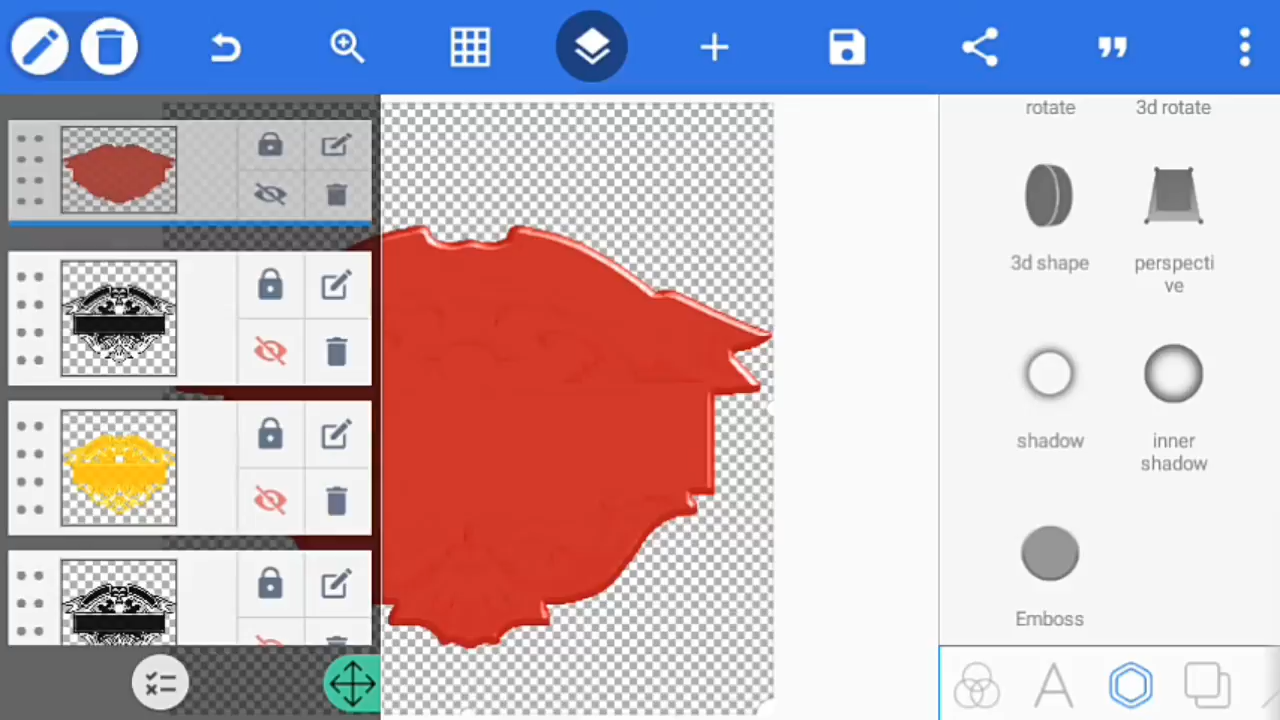 rotate
3d rotate
3d shape
perspecti
ve
shadow
inner
shadow
Emboss